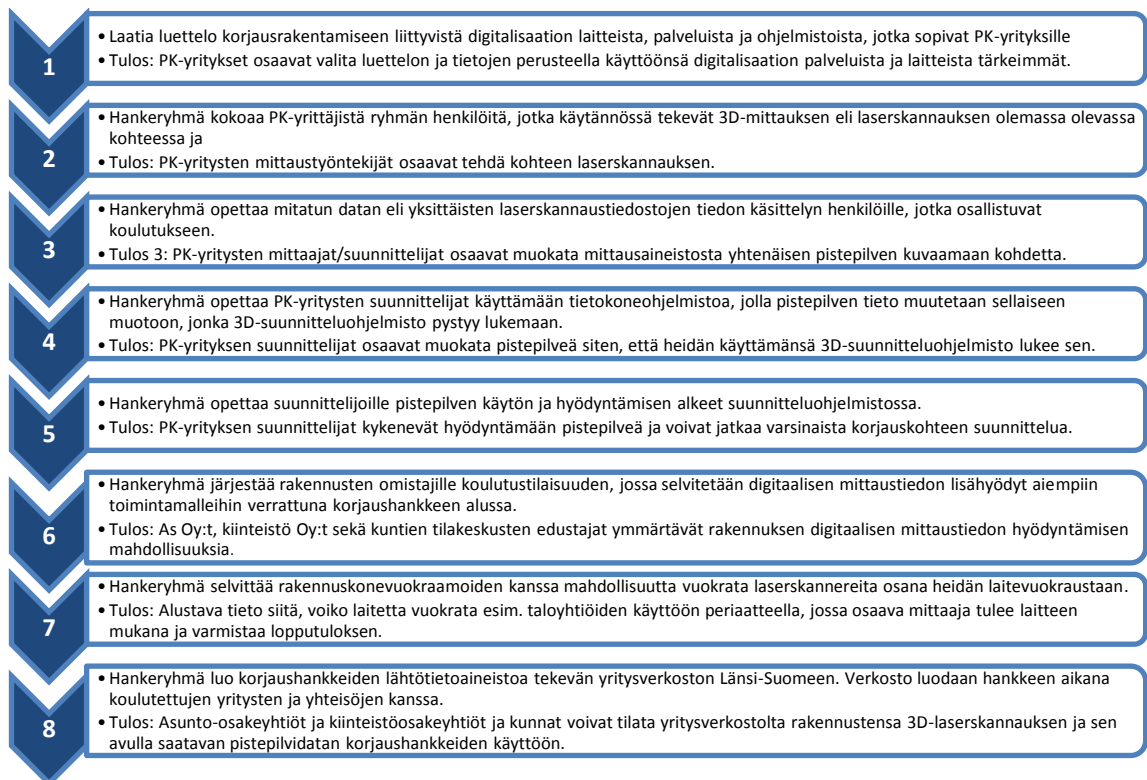 1
• Laatia luettelo korjausrakentamiseen liittyvistä digitalisaation laitteista, palveluista ja ohjelmistoista, jotka sopivat PK-yrityksille
• Tulos: PK-yritykset osaavat valita luettelon ja tietojen perusteella käyttöönsä digitalisaation palveluista ja laitteista tärkeimmät.
2
• Hankeryhmä kokoaa PK-yrittäjistä ryhmän henkilöitä, jotka käytännössä tekevät 3D-mittauksen eli laserskannauksen olemassa olevassa
kohteessa ja
• Tulos: PK-yritysten mittaustyöntekijät osaavat tehdä kohteen laserskannauksen.
3
• Hankeryhmä opettaa mitatun datan eli yksittäisten laserskannaustiedostojen tiedon käsittelyn henkilöille, jotka osallistuvat
koulutukseen.
• Tulos 3: PK-yritysten mittaajat/suunnittelijat osaavat muokata mittausaineistosta yhtenäisen pistepilven kuvaamaan kohdetta.
4
• Hankeryhmä opettaa PK-yritysten suunnittelijat käyttämään tietokoneohjelmistoa, jolla pistepilven tieto muutetaan sellaiseen
muotoon, jonka 3D-suunnitteluohjelmisto pystyy lukemaan.
• Tulos: PK-yrityksen suunnittelijat osaavat muokata pistepilveä siten, että heidän käyttämänsä 3D-suunnitteluohjelmisto lukee sen.
5
• Hankeryhmä opettaa suunnittelijoille pistepilven käytön ja hyödyntämisen alkeet suunnitteluohjelmistossa.
• Tulos: PK-yrityksen suunnittelijat kykenevät hyödyntämään pistepilveä ja voivat jatkaa varsinaista korjauskohteen suunnittelua.
6
• Hankeryhmä järjestää rakennusten omistajille koulutustilaisuuden, jossa selvitetään digitaalisen mittaustiedon lisähyödyt aiempiin
toimintamalleihin verrattuna korjaushankkeen alussa.
• Tulos: As Oy:t, kiinteistö Oy:t sekä kuntien tilakeskusten edustajat ymmärtävät rakennuksen digitaalisen mittaustiedon hyödyntämisen
mahdollisuuksia.
7
• Hankeryhmä selvittää rakennuskonevuokraamoiden kanssa mahdollisuutta vuokrata laserskannereita osana heidän laitevuokraustaan.
• Tulos: Alustava tieto siitä, voiko laitetta vuokrata esim. taloyhtiöiden käyttöön periaatteella, jossa osaava mittaaja tulee laitteen
mukana ja varmistaa lopputuloksen.
8
• Hankeryhmä luo korjaushankkeiden lähtötietoaineistoa tekevän yritysverkoston Länsi-Suomeen. Verkosto luodaan hankkeen aikana
koulutettujen yritysten ja yhteisöjen kanssa.
• Tulos: Asunto-osakeyhtiöt ja kiinteistöosakeyhtiöt ja kunnat voivat tilata yritysverkostolta rakennustensa 3D-laserskannauksen ja sen
avulla saatavan pistepilvidatan korjaushankkeiden käyttöön.